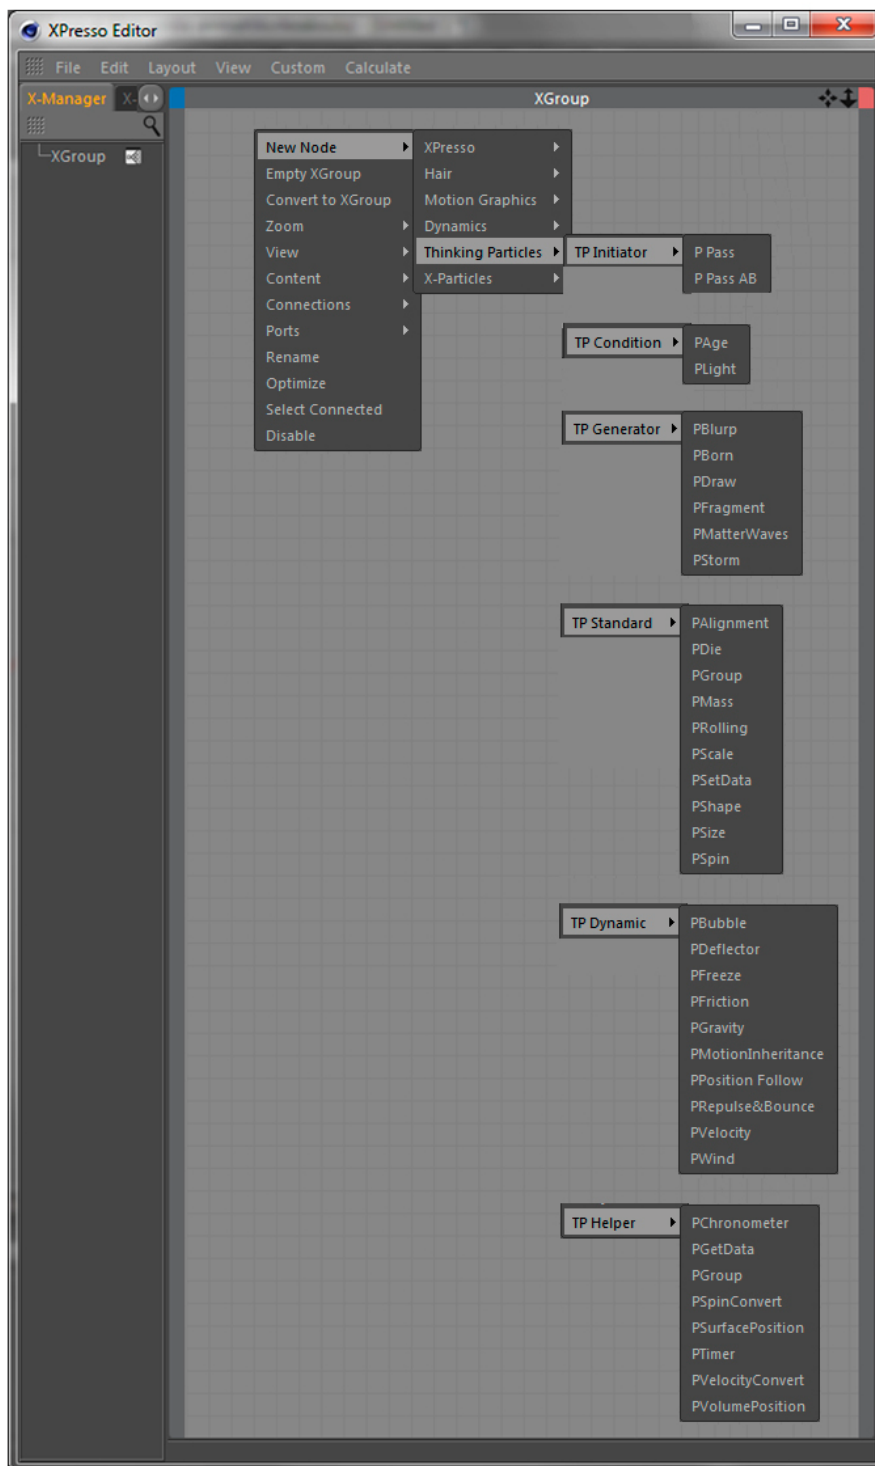 XPresso Editor
File Edit Layout View Custom Calculate
X-Manager X-
XGroup
XGroup
New Node
Empty XGroup
Convert to XGroup
Zoom
View
Content
Connections
Ports
Rename
Optimize
Select Connected
Disable
XPresso
Hair
Motion Graphics
Dynamics
Thinking Particles
X-Particles
TP Initiator
P Pass
P Pass AB
TP Condition
PAge
PLight
TP Generator
PBlurp
PBorn
PDraw
PFragment
PMatterWaves
PStorm
TP Standard
PAlignment
PDie
PGroup
PMass
PRolling
PScale
PSetData
PShape
PSize
PSpin
TP Dynamic
PBubble
PDeflector
PFreeze
PFriction
PGravity
PMotionInheritance
PPosition Follow
PRepulse&Bounce
PVelocity
PWind
TP Helper
PChronometer
PGetData
PGroup
PSpinConvert
PSurfacePosition
PTimer
PVelocityConvert
PVolumePosition